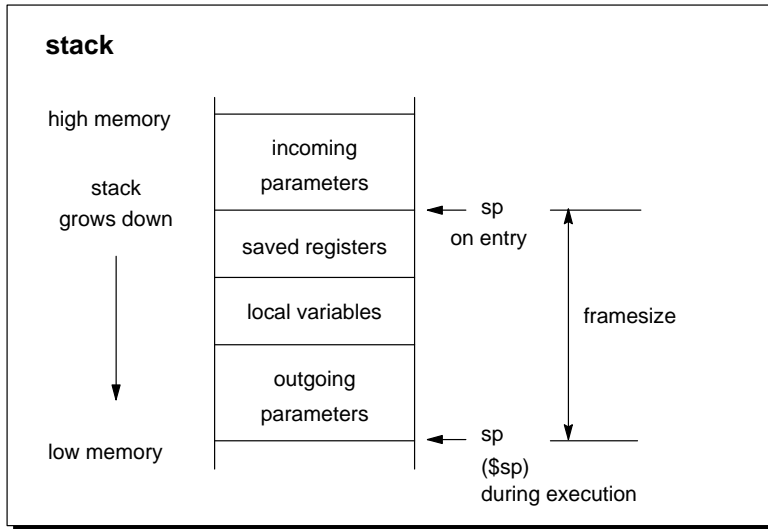 stack
high memory
incoming
parameters
stack
grows down
sp
on entry
saved registers
local variables
framesize
outgoing
parameters
low memory
sp
($sp)
during execution